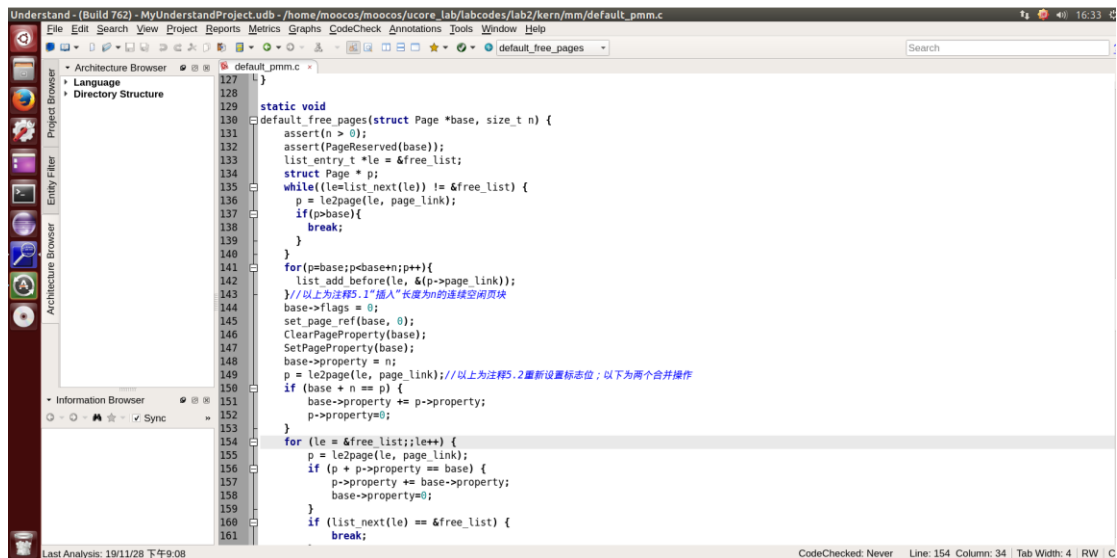 Understand - (Build 762) - MyUnderstandProject.udb - /home/moocos/moocos/ucore_lab/labcodes/lab2/kern/mm/default_pmm.c
16:33
File Edit Search View Project Reports Metrics Graphs CodeCheck Annotations Tools Window Help
default_free_pages
Search
Architecture Browser
default_pmm.c
Project Browser
Entity Filter
Architecture Browser
Language
Directory Structure
127 }
128
129 static void
130 default_free_pages(struct Page *base, size_t n) {
131     assert(n > 0);
132     assert(PageReserved(base));
133     list_entry_t *le = &free_list;
134     struct Page * p;
135     while((le=list_next(le)) != &free_list) {
136       p = le2page(le, page_link);
137       if(p>base){
138         break;
139       }
140     }
141     for(p=base;p<base+n;p++){
142       list_add_before(le, &(p->page_link));
143     }//以上为注释5.1“插入”长度为n的连续空闲页块
144     base->flags = 0;
145     set_page_ref(base, 0);
146     ClearPageProperty(base);
147     SetPageProperty(base);
148     base->property = n;
149     p = le2page(le, page_link);//以上为注释5.2重新设置标志位；以下为两个合并操作
150     if (base + n == p) {
151         base->property += p->property;
152         p->property=0;
153     }
154     for (le = &free_list;;le++) {
155         p = le2page(le, page_link);
156         if (p + p->property == base) {
157             p->property += base->property;
158             base->property=0;
159         }
160         if (list_next(le) == &free_list) {
161             break;
Information Browser
Sync
Last Analysis: 19/11/28 下午9:08
CodeChecked: Never Line: 154 Column: 34 Tab Width: 4 RW C